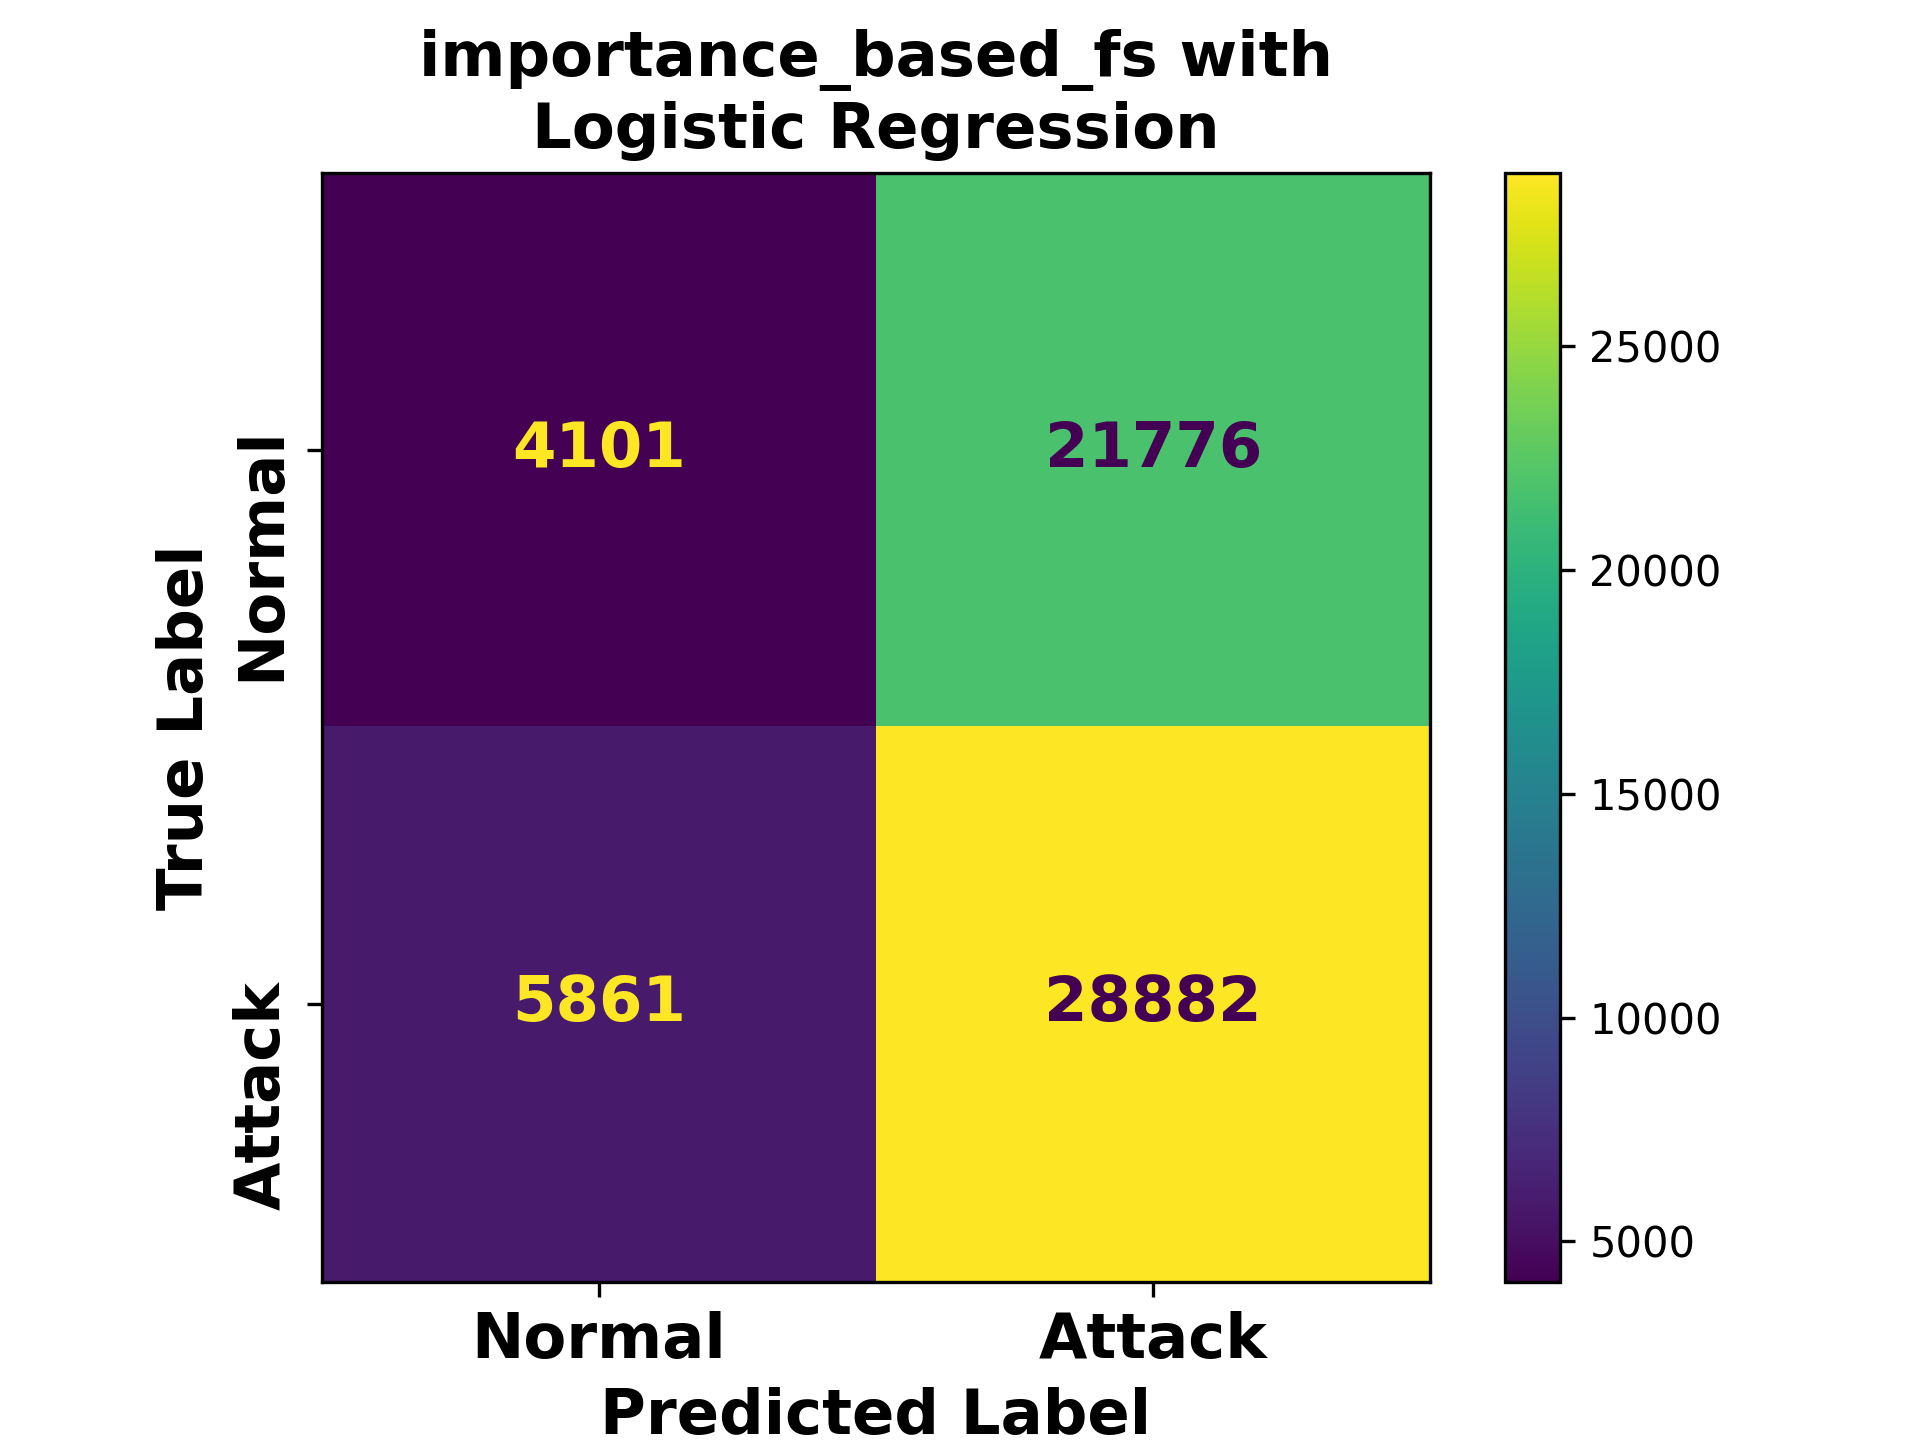 importance_based_fs with
Logistic Regression
True Label
Normal
Attack
4101
21776
5861
28882
Normal
Attack
Predicted Label
25000
20000
15000
10000
5000